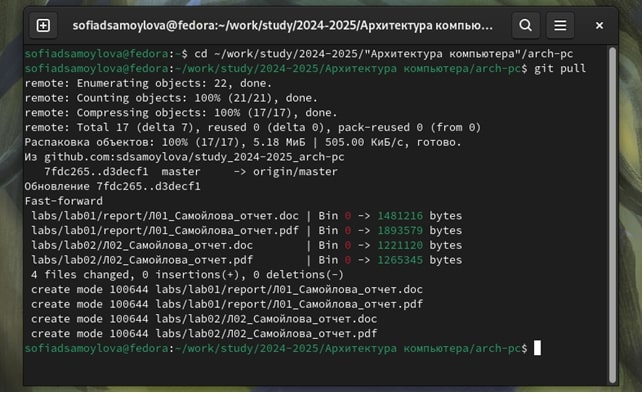 sofiadsamoylova@fedora:~/work/study/2024-2025/Архитектура компью...
sofiadsamoylova@fedora:~$ cd ~/work/study/2024-2025/"Архитектура компьютера"/arch-pc
sofiadsamoylova@fedora:~/work/study/2024-2025/Архитектура компьютера/arch-pc$ git pull
remote: Enumerating objects: 22, done.
remote: Counting objects: 100% (21/21), done.
remote: Compressing objects: 100% (17/17), done.
remote: Total 17 (delta 7), reused 0 (delta 0), pack-reused 0 (from 0)
Распаковка объектов: 100% (17/17), 5.18 МиБ | 505.00 КиБ/с, готово.
Из github.com:sdsamoylova/study_2024-2025_arch-pc
7fdc265..d3decf1 master -> origin/master
Обновление 7fdc265..d3decf1
Fast-forward
labs/lab01/report/Л01_Самойлова_отчет.doc | Bin 0 -> 1481216 bytes
labs/lab01/report/Л01_Самойлова_отчет.pdf | Bin 0 -> 1893579 bytes
labs/lab02/Л02_Самойлова_отчет.doc | Bin 0 -> 1221120 bytes
labs/lab02/Л02_Самойлова_отчет.pdf | Bin 0 -> 1265345 bytes
4 files changed, 0 insertions(+), 0 deletions(-)
create mode 100644 labs/lab01/report/Л01_Самойлова_отчет.doc
create mode 100644 labs/lab01/report/Л01_Самойлова_отчет.pdf
create mode 100644 labs/lab02/Л02_Самойлова_отчет.doc
create mode 100644 labs/lab02/Л02_Самойлова_отчет.pdf
sofiadsamoylova@fedora:~/work/study/2024-2025/Архитектура компьютера/arch-pc$